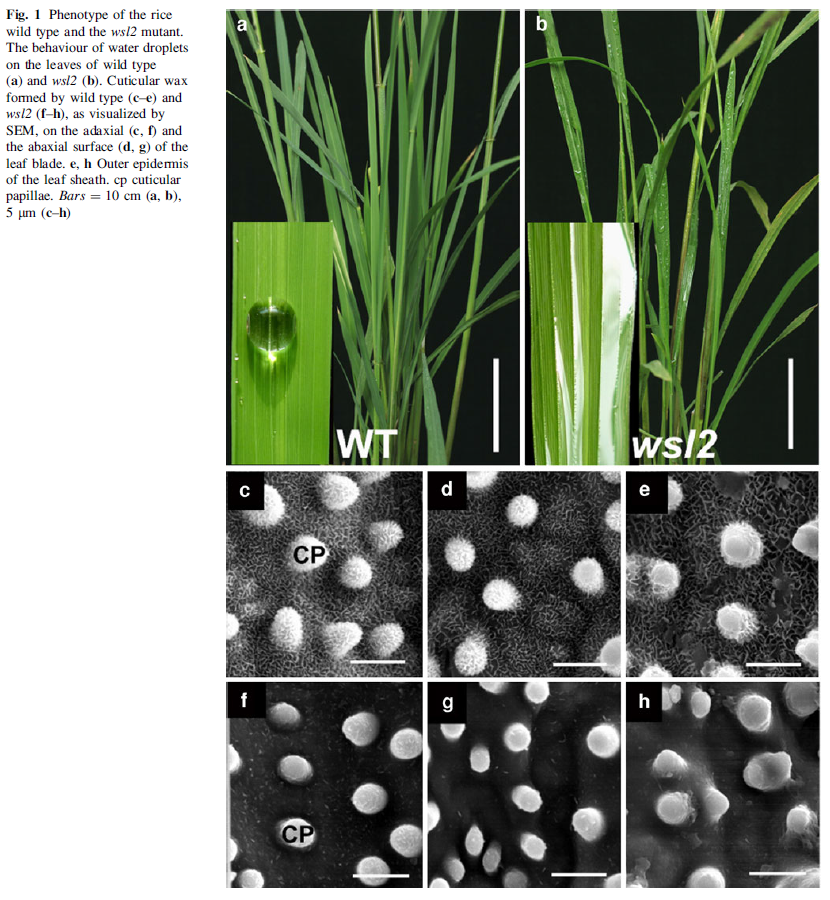 Fig. 1 Phenotype of the rice
wild type and the wsl2 mutant.
The behaviour of water droplets
on the leaves of wild type
(a) and wsl2 (b). Cuticular wax
formed by wild type (c–e) and
wsl2 (f–h), as visualized by
SEM, on the adaxial (c, f) and
the abaxial surface (d, g) of the
leaf blade. e, h Outer epidermis
of the leaf sheath. cp cuticular
papillae. Bars = 10 cm (a, b),
5 μm (c–h)
a
b
WT
wsl2
c
d
e
CP
f
g
h
CP